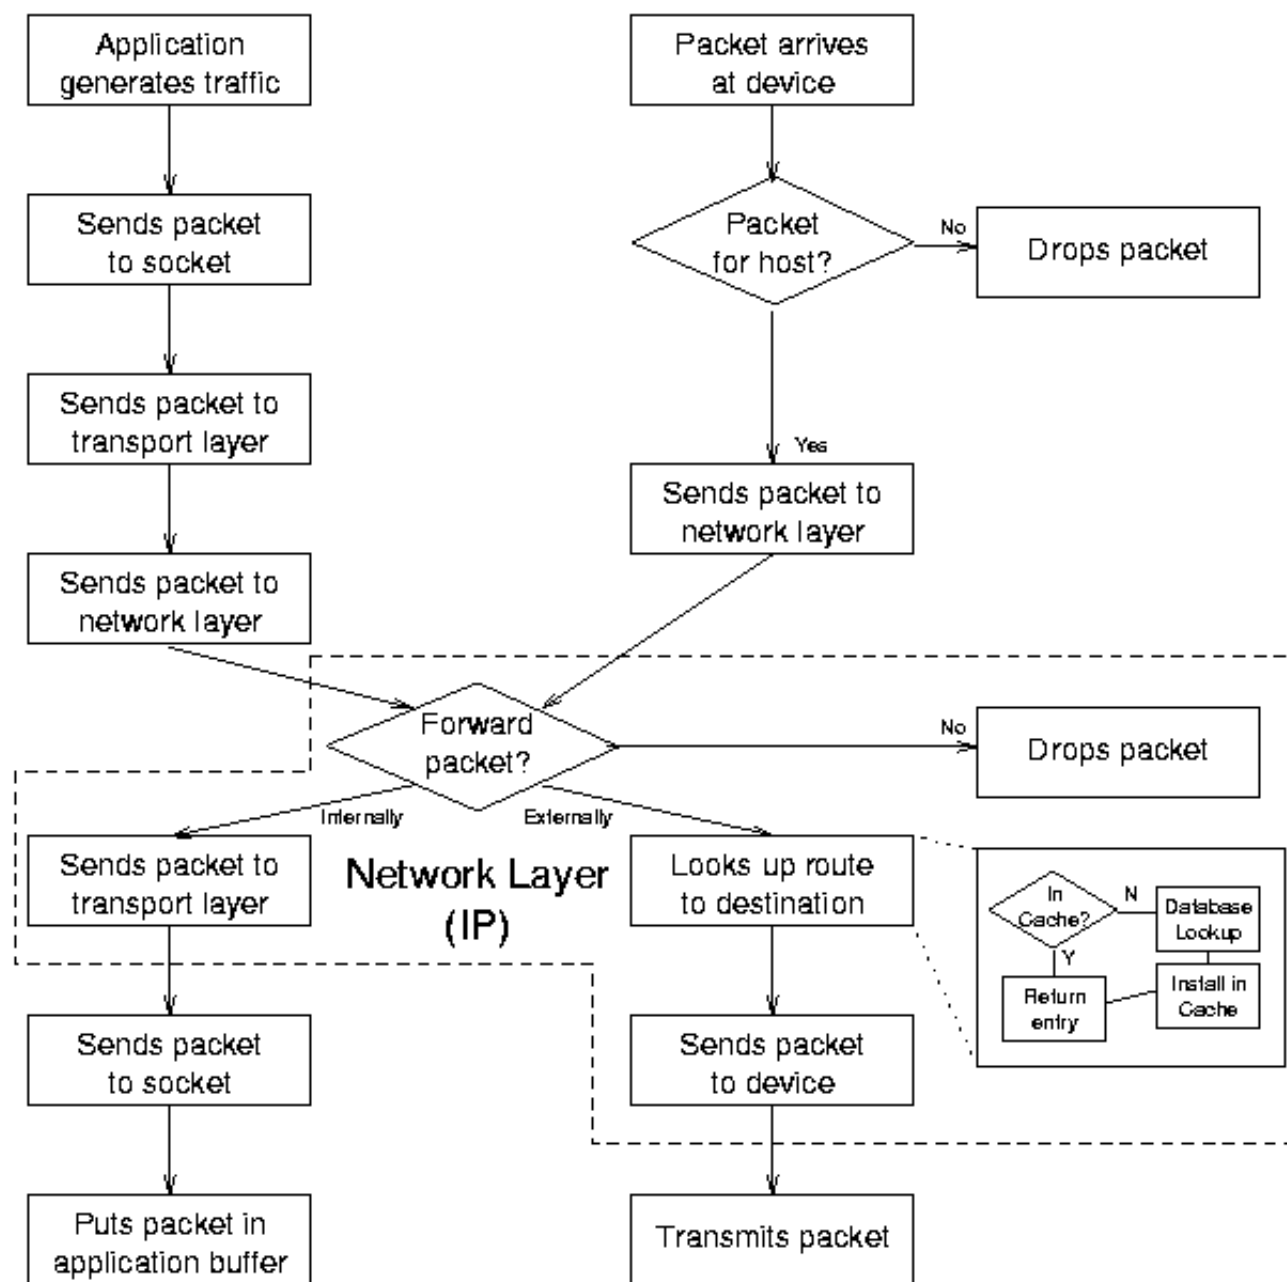 Application
generates traffic
Packet arrives
at device
Sends packet
to socket
Packet
for host?
No
Drops packet
Sends packet to
transport layer
Yes
Sends packet to
network layer
Sends packet to
network layer
Forward
packet?
No
Drops packet
Internally
Externally
Sends packet to
transport layer
Network Layer
(IP)
Looks up route
to destination
In
Cache?
N
Database
Lookup
Y
Return
entry
Install in
Cache
Sends packet
to socket
Sends packet
to device
Puts packet in
application buffer
Transmits packet